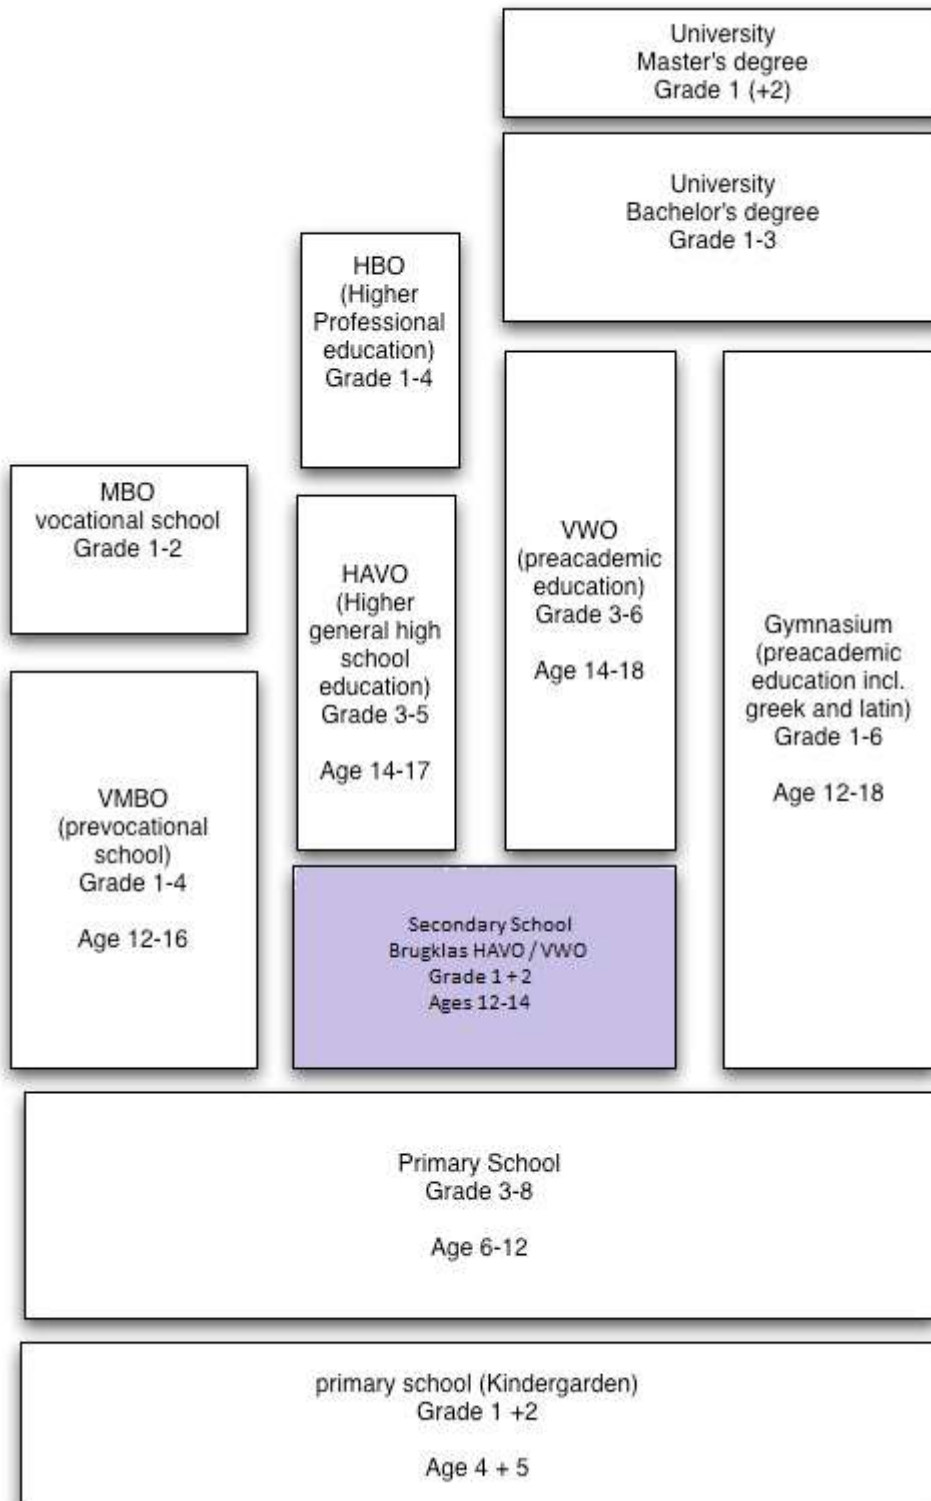 University
Master's degree
Grade 1 (+2)
University
Bachelor's degree
Grade 1-3
HBO
(Higher
Professional
education)
Grade 1-4
MBO
vocational school
Grade 1-2
HAVO
(Higher
general high
school
education)
Grade 3-5
Age 14-17
VWO
(preacademic
education)
Grade 3-6
Age 14-18
Gymnasium
(preacademic
education incl.
greek and latin)
Grade 1-6
Age 12-18
VMBO
(prevocational
school)
Grade 1-4
Age 12-16
Secondary School
Brugklas HAVO / VWO
Grade 1 + 2
Ages 12-14
Primary School
Grade 3-8
Age 6-12
primary school (Kindergarden)
Grade 1 +2
Age 4 + 5